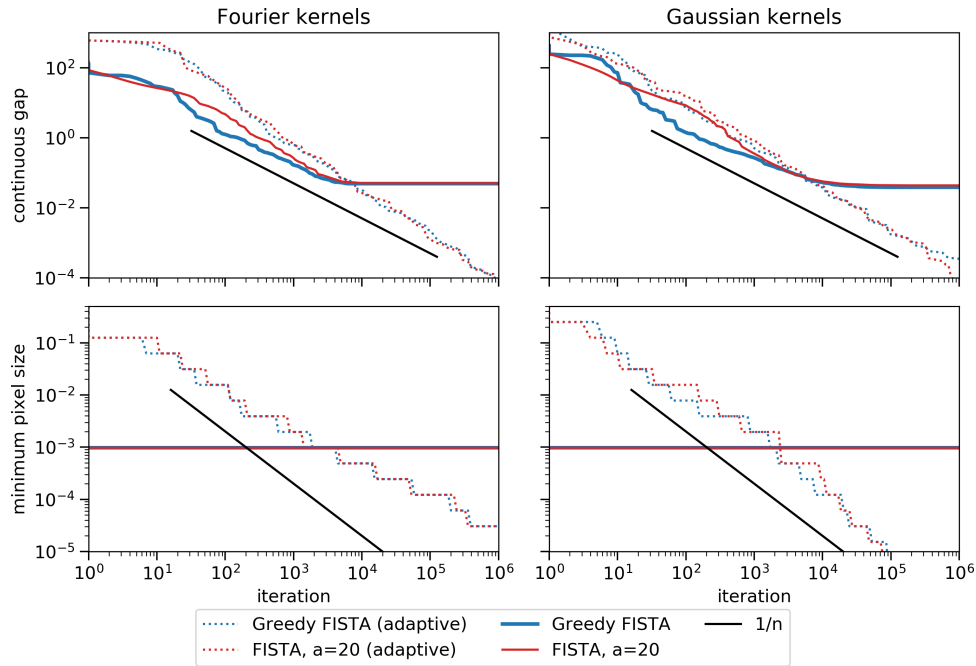 Fourier kernels
Gaussian kernels
continuous gap
10^2
10^0
10^-2
10^-4
minimum pixel size
10^-1
10^-2
10^-3
10^-4
10^-5
10^0 10^1 10^2 10^3 10^4 10^5 10^6
10^0 10^1 10^2 10^3 10^4 10^5 10^6
iteration
iteration
Greedy FISTA (adaptive)
Greedy FISTA
1/n
FISTA, a=20 (adaptive)
FISTA, a=20